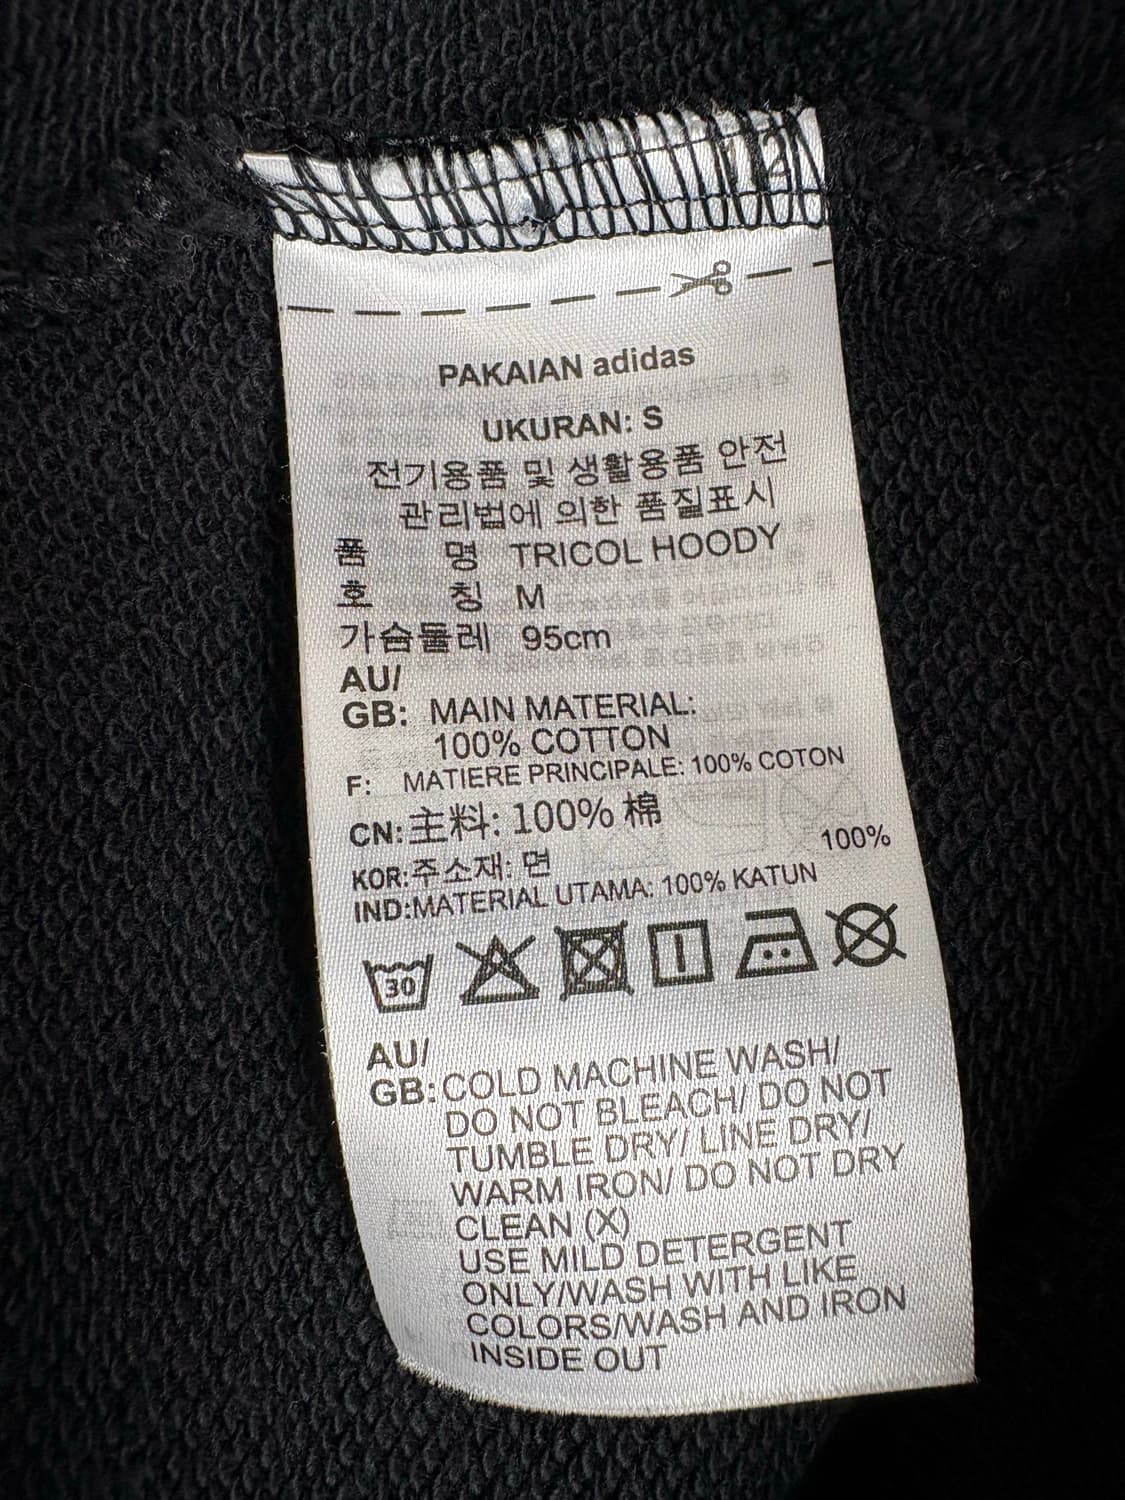 12
PAKAIAN adidas
UKURAN: S
전기용품 및 생활용품 안전
관리법에 의한 품질표시
품 명 TRICOL HOODY
호 칭 M
가슴둘레 95cm
AU/
GB: MAIN MATERIAL:
100% COTTON
F: MATIERE PRINCIPALE: 100% COTON
CN:主料: 100% 棉
100%
KOR:주소재: 면
IND:MATERIAL UTAMA: 100% KATUN
30
AU/
GB:COLD MACHINE WASH/
DO NOT BLEACH/ DO NOT
TUMBLE DRY/ LINE DRY/
WARM IRON/ DO NOT DRY
CLEAN (X)
USE MILD DETERGENT
ONLY/WASH WITH LIKE
COLORS/WASH AND IRON
INSIDE OUT